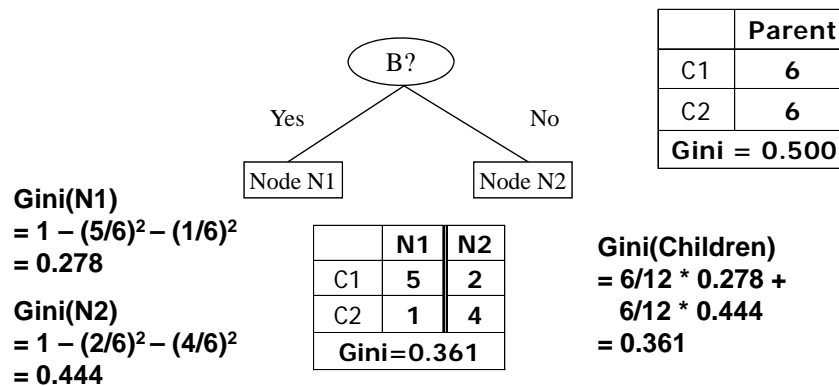 B?
Yes
No
Node N1
Node N2
Parent
C1 6
C2 6
Gini = 0.500
Gini(N1)
= 1 – (5/6)²  – (1/6)²
= 0.278
Gini(N2)
= 1 – (2/6)²  – (4/6)²
= 0.444
N1 N2
C1 5 2
C2 1 4
Gini=0.361
Gini(Children)
= 6/12 * 0.278 +
6/12 * 0.444
= 0.361